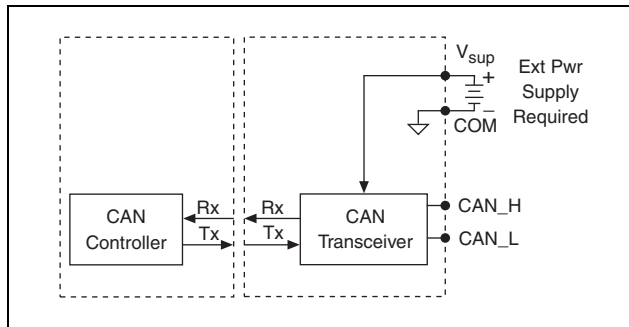 V_sup
+
Ext Pwr
Supply
Required
−
COM
CAN
Controller
Rx
Tx
Rx
Tx
CAN
Transceiver
CAN_H
CAN_L